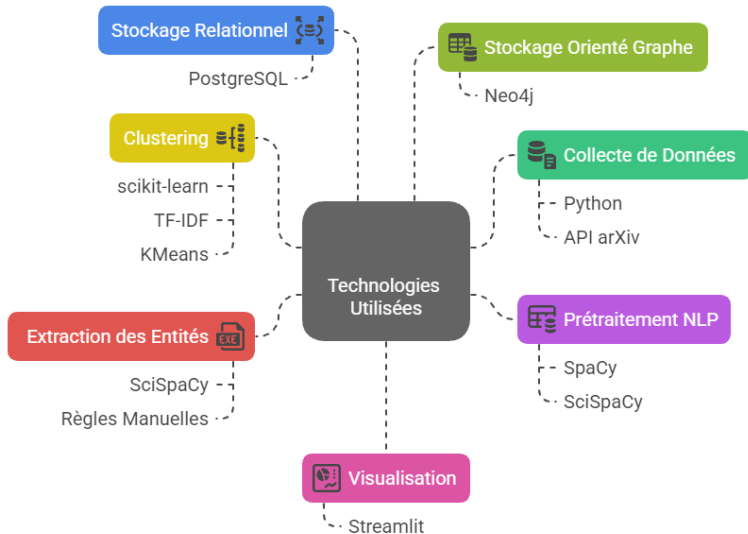 Stockage Relationnel
PostgreSQL
Stockage Orienté Graphe
Neo4j
Clustering
scikit-learn
TF-IDF
KMeans
Collecte de Données
Python
API arXiv
Technologies
Utilisées
Extraction des Entités
EXE
SciSpaCy
Règles Manuelles
Prétraitement NLP
SpaCy
SciSpaCy
Visualisation
Streamlit